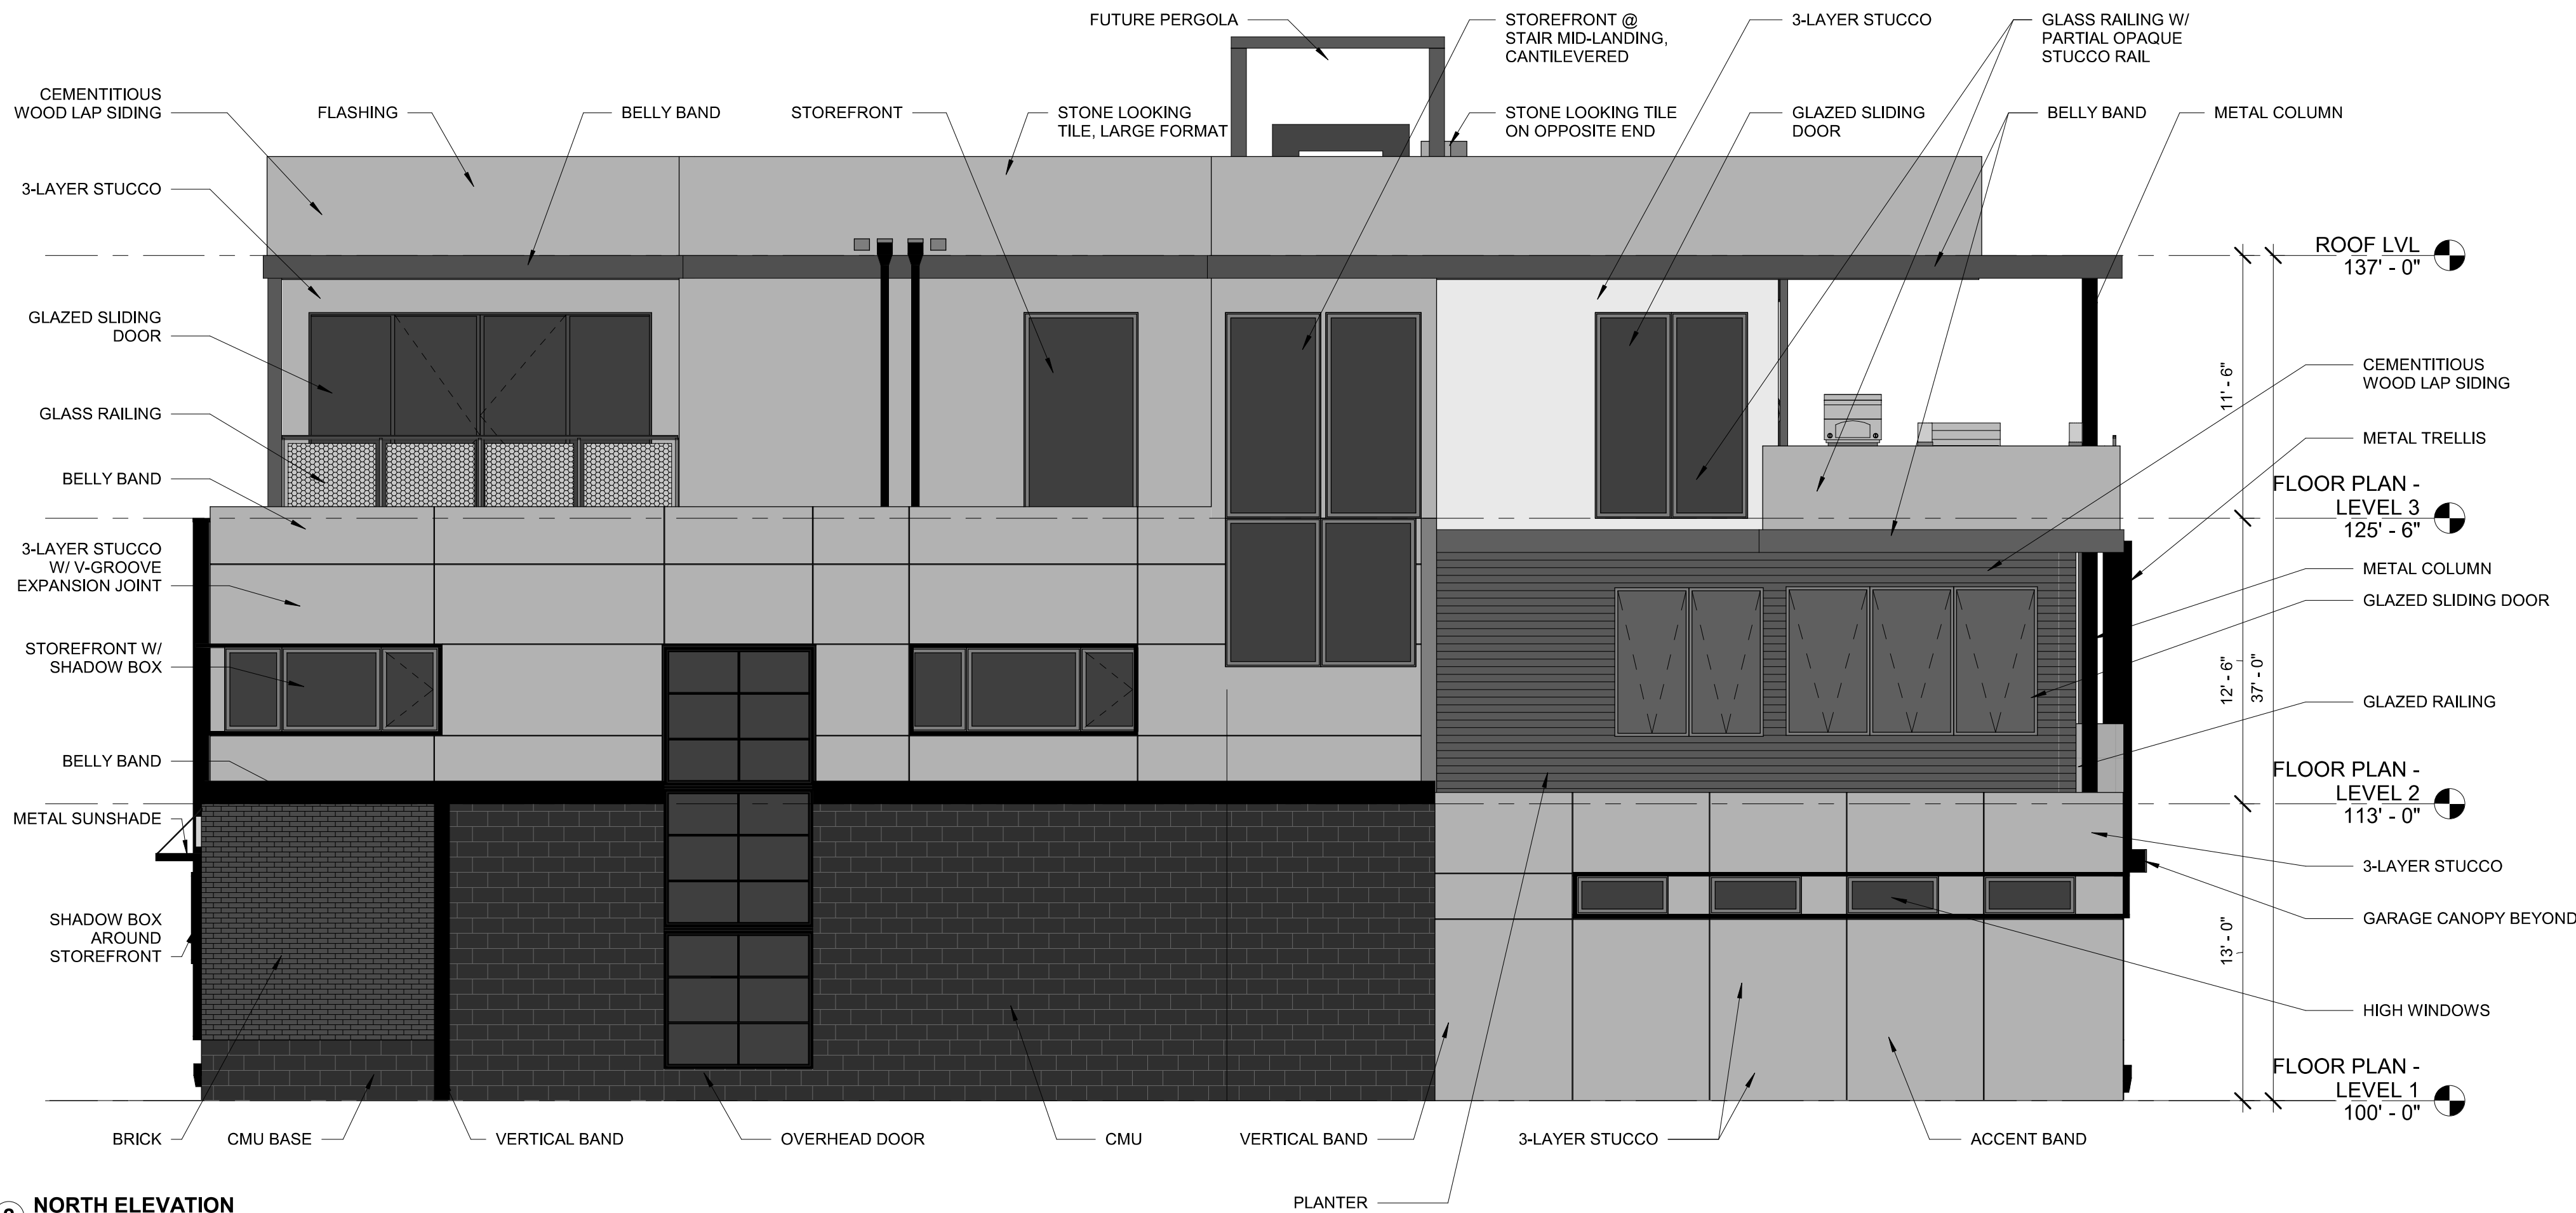 FUTURE PERGOLA
STOREFRONT @
STAIR MID-LANDING,
CANTILEVERED
3-LAYER STUCCO
GLASS RAILING W/
PARTIAL OPAQUE
STUCCO RAIL
CEMENTITIOUS
WOOD LAP SIDING
FLASHING
BELLY BAND
STOREFRONT
STONE LOOKING
TILE, LARGE FORMAT
STONE LOOKING TILE
ON OPPOSITE END
GLAZED SLIDING
DOOR
BELLY BAND
METAL COLUMN
3-LAYER STUCCO
ROOF LVL
137' - 0"
GLAZED SLIDING
DOOR
11' - 6"
CEMENTITIOUS
WOOD LAP SIDING
GLASS RAILING
METAL TRELLIS
BELLY BAND
FLOOR PLAN -
LEVEL 3
125' - 6"
3-LAYER STUCCO
W/ V-GROOVE
EXPANSION JOINT
METAL COLUMN
GLAZED SLIDING DOOR
STOREFRONT W/
SHADOW BOX
12' - 6"
37' - 0"
GLAZED RAILING
BELLY BAND
FLOOR PLAN -
LEVEL 2
113' - 0"
METAL SUNSHADE
3-LAYER STUCCO
SHADOW BOX
AROUND
STOREFRONT
GARAGE CANOPY BEYOND
13' - 0"
HIGH WINDOWS
FLOOR PLAN -
LEVEL 1
100' - 0"
BRICK
CMU BASE
VERTICAL BAND
OVERHEAD DOOR
CMU
VERTICAL BAND
3-LAYER STUCCO
ACCENT BAND
PLANTER
NORTH ELEVATION